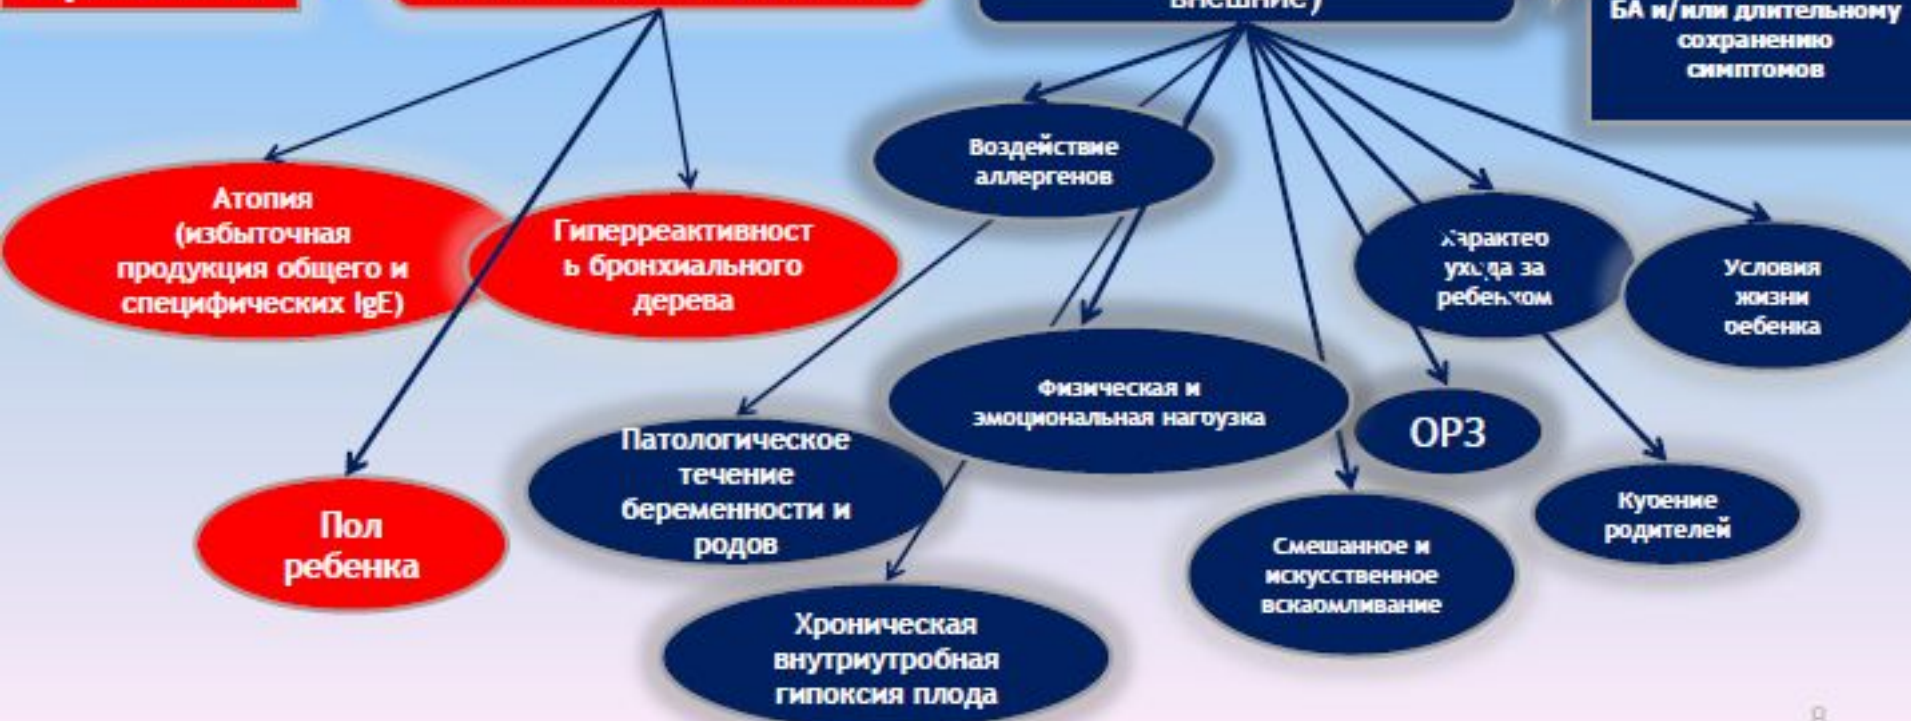 внешние)
БА и/или длительному
сохранению
симптомов
Воздействие
аллергенов
Атопия
(избыточная
продукция общего и
специфических IgE)
Гиперреактивност
ь бронхиального
дерева
Характер
ухода за
ребенком
Условия
жизни
ребенка
Физическая и
эмоциональная нагрузка
ОРЗ
Патологическое
течение
беременности и
родов
Курение
родителей
Пол
ребенка
Смешанное и
искусственное
вскармливание
Хроническая
внутриутробная
гипоксия плода
8